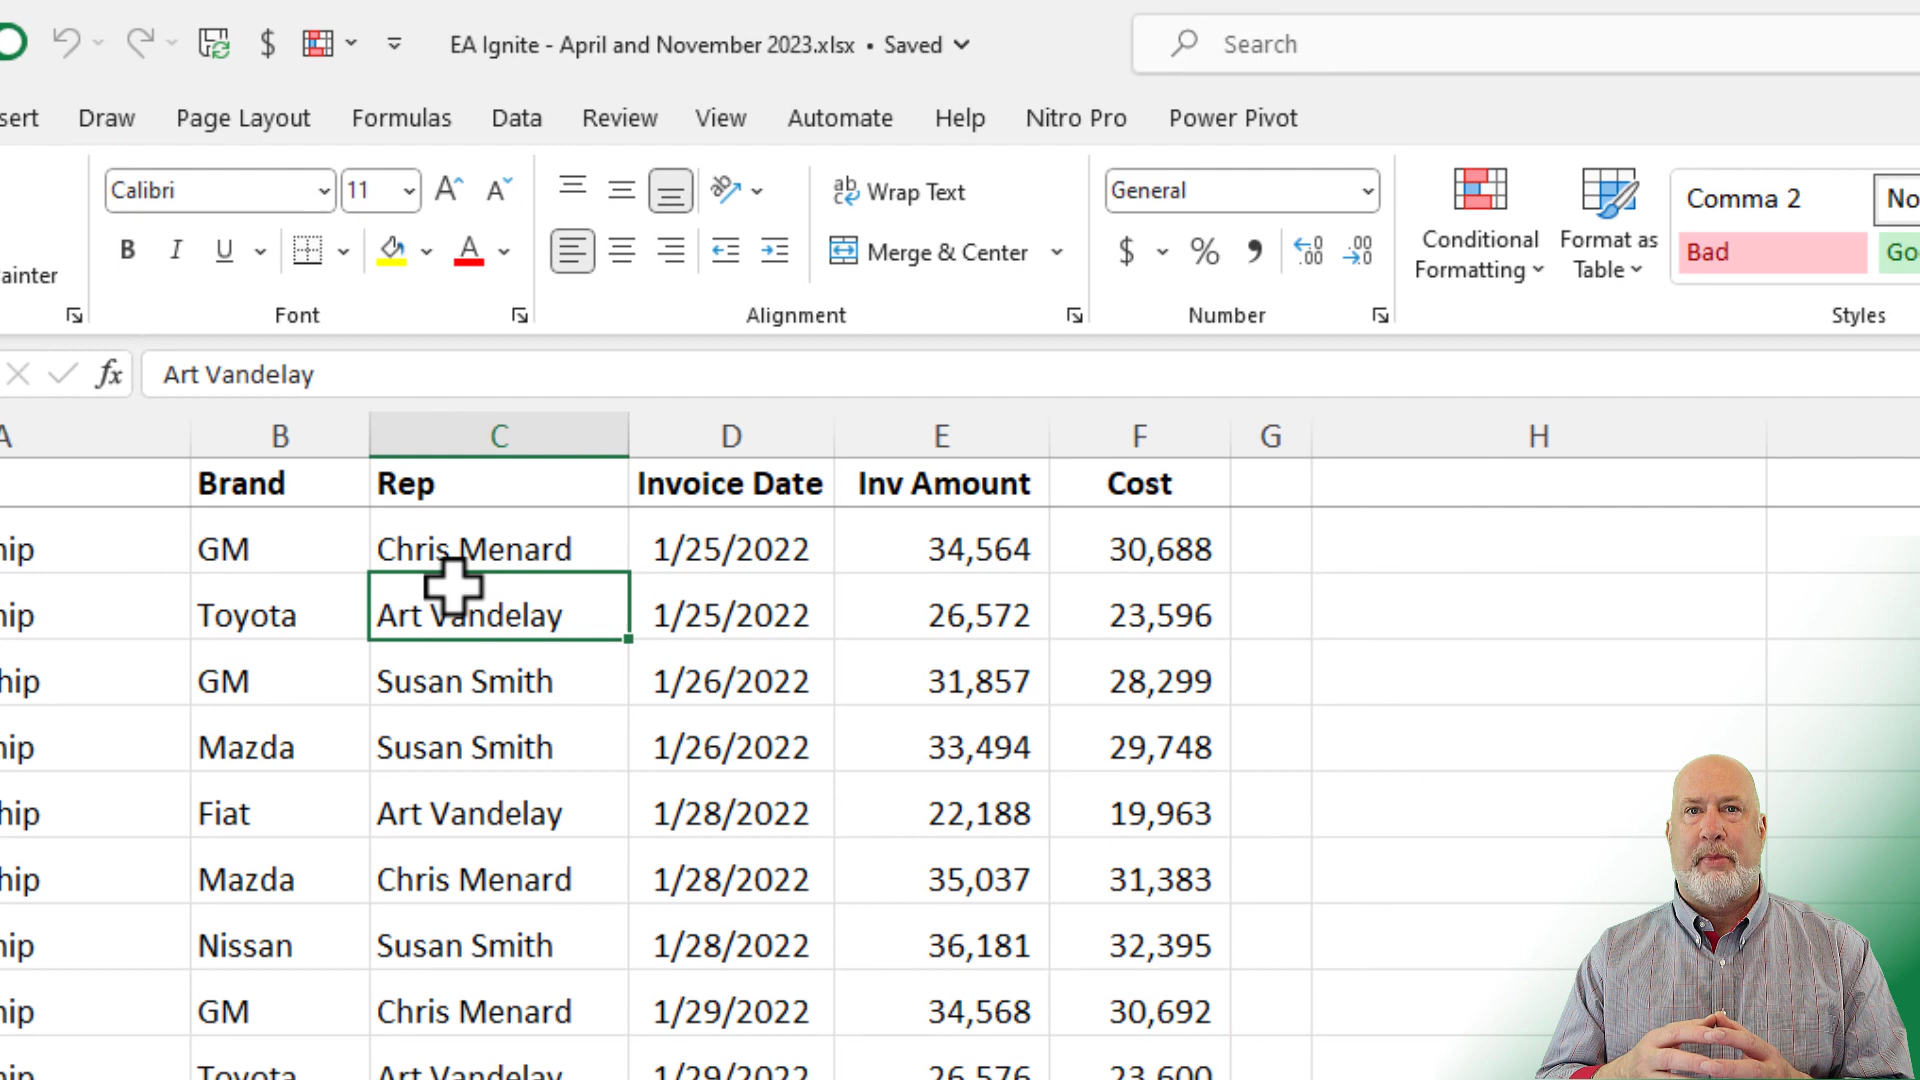 EA Ignite - April and November 2023.xlsx • Saved
Search
sert Draw Page Layout Formulas Data Review View Automate Help Nitro Pro Power Pivot
Calibri 11 Wrap Text General Comma 2 No
ainter B I U A Merge & Center $ % Conditional Formatting Format as Table Bad Go
Font Alignment Number Styles
fx Art Vandelay
A B C D E F G H
Brand Rep Invoice Date Inv Amount Cost
hip GM Chris Menard 1/25/2022 34,564 30,688
hip Toyota Art Vandelay 1/25/2022 26,572 23,596
hip GM Susan Smith 1/26/2022 31,857 28,299
hip Mazda Susan Smith 1/26/2022 33,494 29,748
hip Fiat Art Vandelay 1/28/2022 22,188 19,963
hip Mazda Chris Menard 1/28/2022 35,037 31,383
hip Nissan Susan Smith 1/28/2022 36,181 32,395
hip GM Chris Menard 1/29/2022 34,568 30,692
hip Toyota Art Vandelay 1/29/2022 26,576 23,600